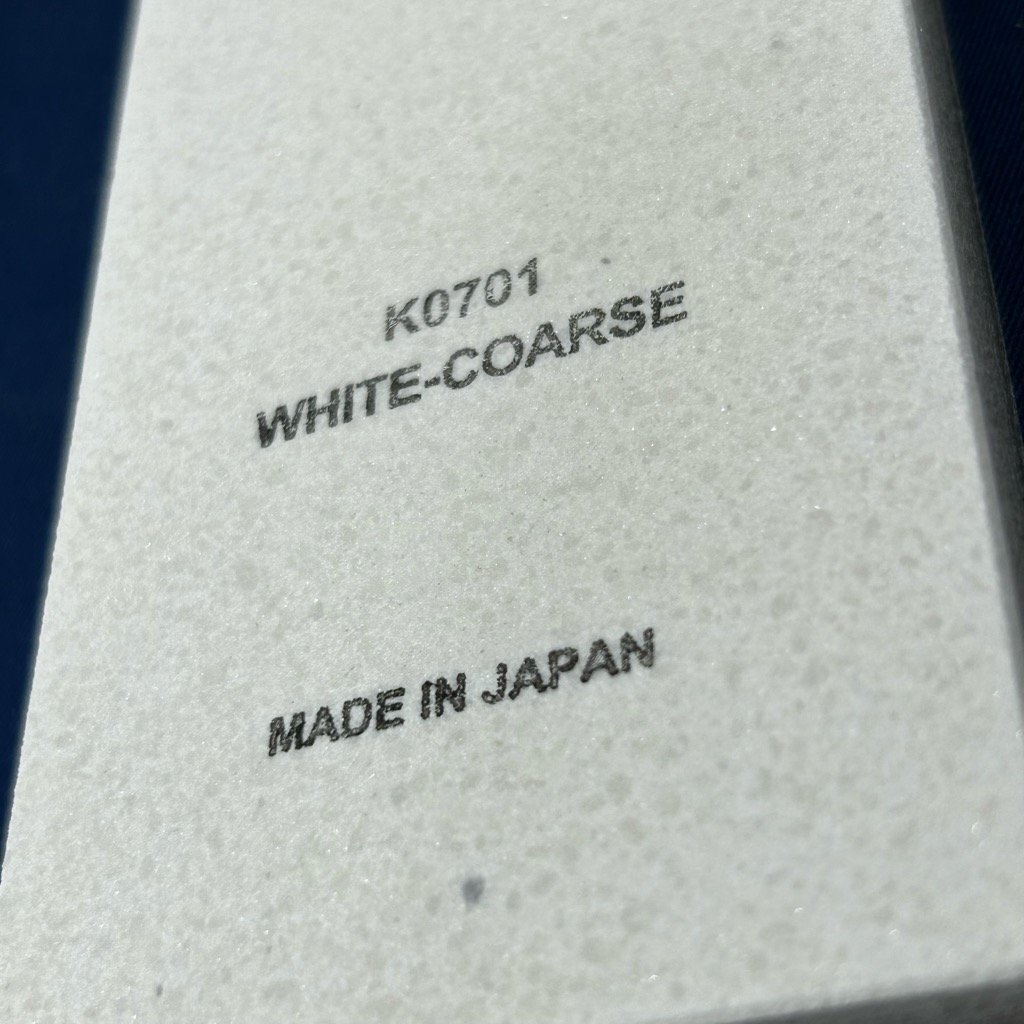 K0701
WHITE-COARSE
MADE IN JAPAN